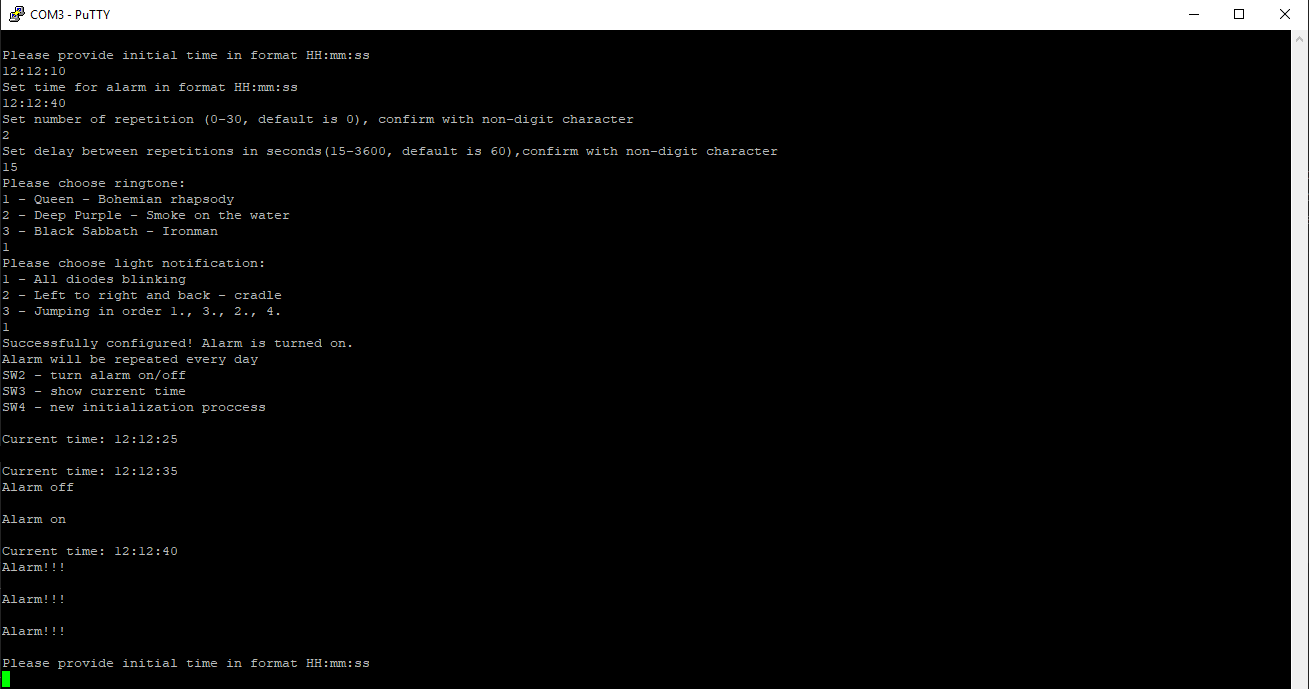 COM3 - PuTTY
Please provide initial time in format HH:mm:ss
12:12:10
Set time for alarm in format HH:mm:ss
12:12:40
Set number of repetition (0-30, default is 0), confirm with non-digit character
2
Set delay between repetitions in seconds(15-3600, default is 60),confirm with non-digit character
15
Please choose ringtone:
1 - Queen - Bohemian rhapsody
2 - Deep Purple - Smoke on the water
3 - Black Sabbath - Ironman
1
Please choose light notification:
1 - All diodes blinking
2 - Left to right and back - cradle
3 - Jumping in order 1., 3., 2., 4.
1
Successfully configured! Alarm is turned on.
Alarm will be repeated every day
SW2 - turn alarm on/off
SW3 - show current time
SW4 - new initialization proccess
Current time: 12:12:25
Current time: 12:12:35
Alarm off
Alarm on
Current time: 12:12:40
Alarm!!!
Alarm!!!
Alarm!!!
Please provide initial time in format HH:mm:ss